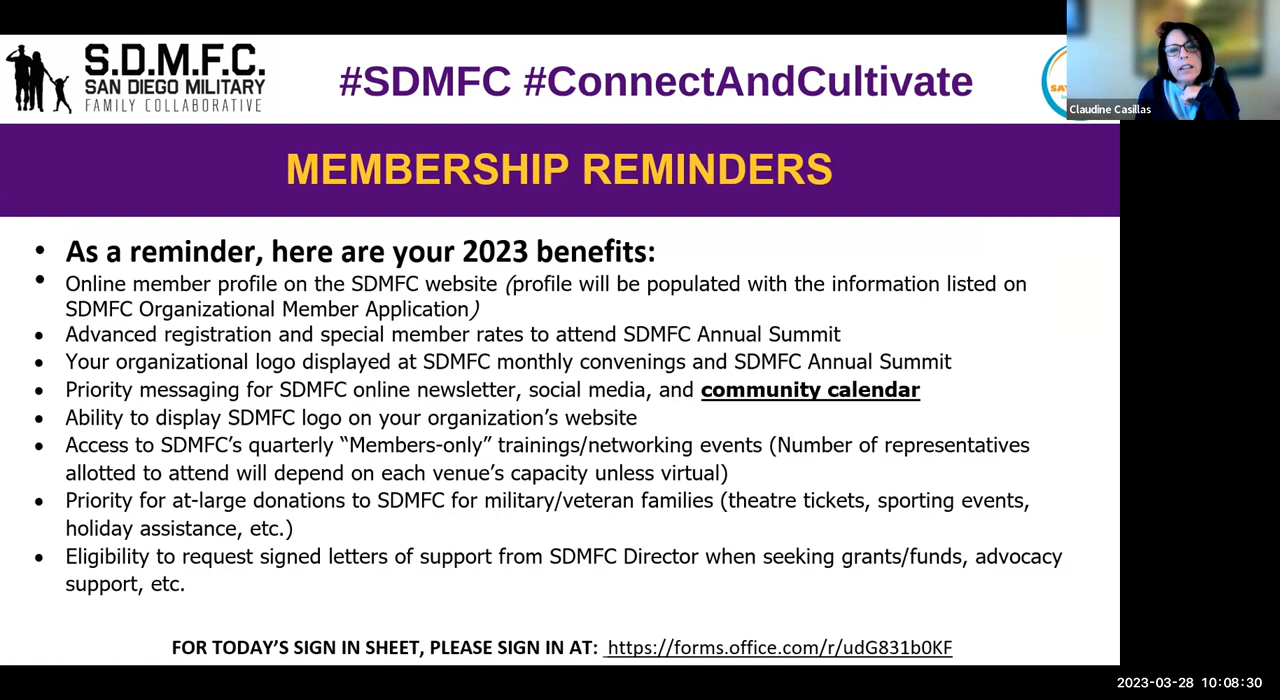 S.D.M.F.C.
SAN DIEGO MILITARY
FAMILY COLLABORATIVE
#SDMFC #ConnectAndCultivate
Claudine Casillas
MEMBERSHIP REMINDERS
• As a reminder, here are your 2023 benefits:
• Online member profile on the SDMFC website (profile will be populated with the information listed on
SDMFC Organizational Member Application)
• Advanced registration and special member rates to attend SDMFC Annual Summit
• Your organizational logo displayed at SDMFC monthly convenings and SDMFC Annual Summit
• Priority messaging for SDMFC online newsletter, social media, and community calendar
• Ability to display SDMFC logo on your organization’s website
• Access to SDMFC’s quarterly “Members-only” trainings/networking events (Number of representatives
allotted to attend will depend on each venue’s capacity unless virtual)
• Priority for at-large donations to SDMFC for military/veteran families (theatre tickets, sporting events,
holiday assistance, etc.)
• Eligibility to request signed letters of support from SDMFC Director when seeking grants/funds, advocacy
support, etc.
FOR TODAY’S SIGN IN SHEET, PLEASE SIGN IN AT: https://forms.office.com/r/udG831b0KF
2023-03-28 10:08:30